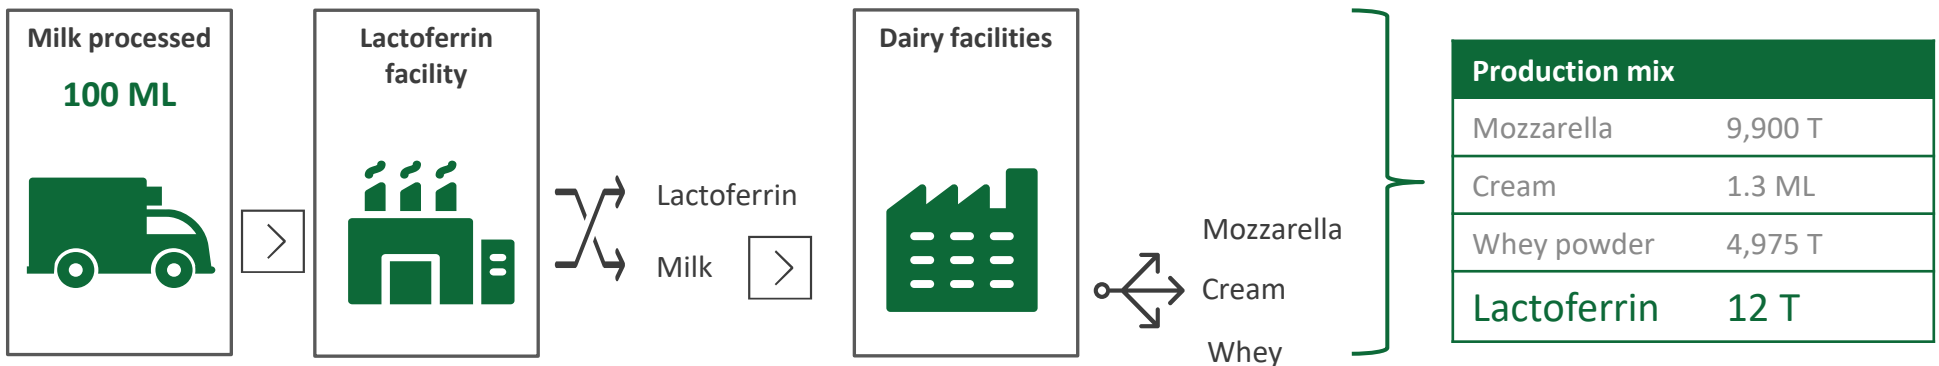 Milk processed
100 ML
Lactoferrin
facility
Lactoferrin
Milk
Dairy facilities
Mozzarella
Cream
Whey
Production mix
Mozzarella 9,900 T
Cream 1.3 ML
Whey powder 4,975 T
Lactoferrin 12 T